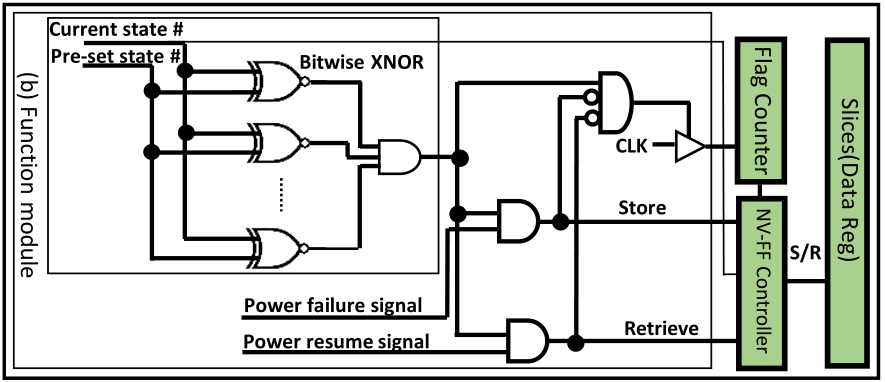 Current state #
Pre-set state #
Bitwise XNOR
(b) Function module
CLK
Store
Power failure signal
Power resume signal
Retrieve
Flag Counter
NV-FF Controller
S/R
Slices(Data Reg)